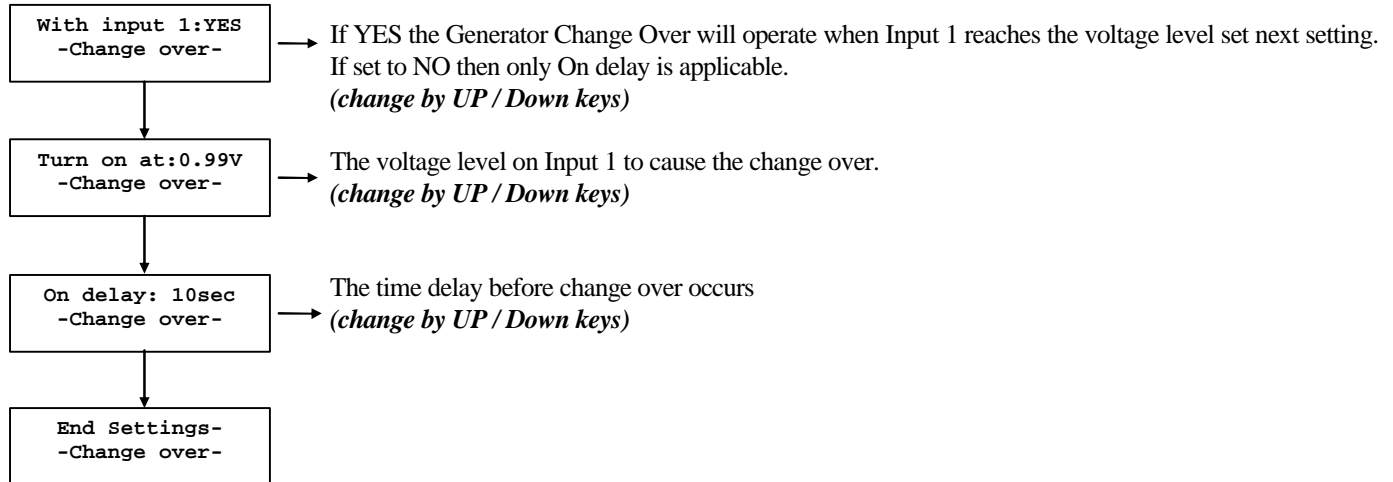 With input 1:YES
-Change over-
If YES the Generator Change Over will operate when Input 1 reaches the voltage level set next setting.
If set to NO then only On delay is applicable.
(change by UP / Down keys)
Turn on at:0.99V
-Change over-
The voltage level on Input 1 to cause the change over.
(change by UP / Down keys)
On delay: 10sec
-Change over-
The time delay before change over occurs
(change by UP / Down keys)
End Settings-
-Change over-